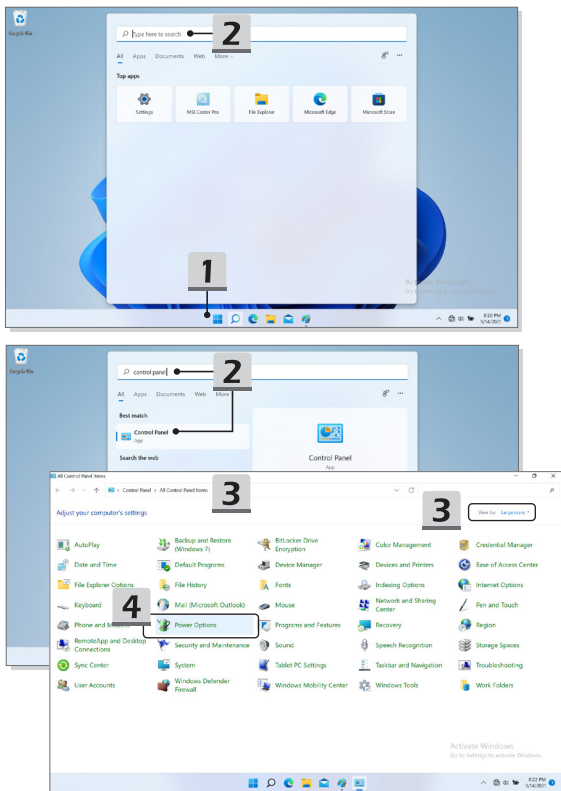 Recycle Bin
Type here to search
2
All Apps Documents Web More
Top apps
Settings MSI Center Pro File Explorer Microsoft Edge Microsoft Store
1
Activate Windows
Go to Settings to activate Windows.
8:20 PM
5/14/2021
Recycle Bin
control panel
2
All Apps Documents Web More
Best match
Control Panel
App
Search the web
Control Panel
App
All Control Panel Items
Control Panel › All Control Panel Items
3
3
Adjust your computer's settings
View by: Large icons
AutoPlay
Backup and Restore (Windows 7)
BitLocker Drive Encryption
Color Management
Credential Manager
Date and Time
Default Programs
Device Manager
Devices and Printers
Ease of Access Center
File Explorer Options
File History
Fonts
Indexing Options
Internet Options
Keyboard
4
Mail (Microsoft Outlook)
Mouse
Network and Sharing Center
Pen and Touch
Phone and M
Power Options
Programs and Features
Recovery
Region
RemoteApp and Desktop Connections
Security and Maintenance
Sound
Speech Recognition
Storage Spaces
Sync Center
System
Tablet PC Settings
Taskbar and Navigation
Troubleshooting
User Accounts
Windows Defender Firewall
Windows Mobility Center
Windows Tools
Work Folders
Activate Windows
Go to Settings to activate Windows.
8:22 PM
5/14/2021